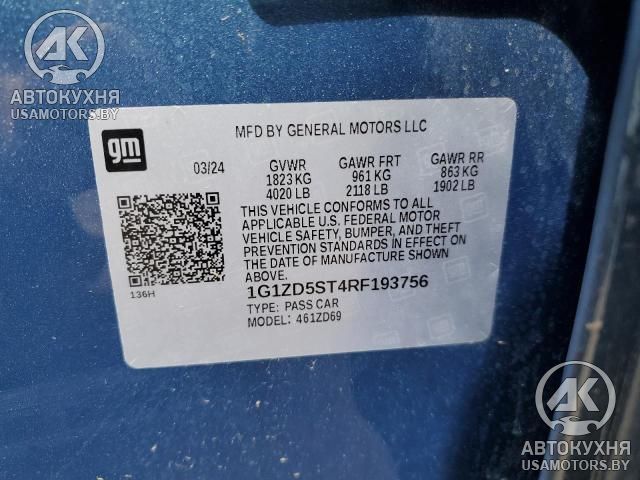 AK
АВТОКУХНЯ
USAMOTORS.BY
gm
MFD BY GENERAL MOTORS LLC
03/24 GVWR GAWR FRT GAWR RR
1823 KG 961 KG 863 KG
4020 LB 2118 LB 1902 LB
THIS VEHICLE CONFORMS TO ALL
APPLICABLE U.S. FEDERAL MOTOR
VEHICLE SAFETY, BUMPER, AND THEFT
PREVENTION STANDARDS IN EFFECT ON
THE DATE OF MANUFACTURE SHOWN
ABOVE.
136H
1G1ZD5ST4RF193756
TYPE: PASS CAR
MODEL: 461ZD69
AK
АВТОКУХНЯ
USAMOTORS.BY